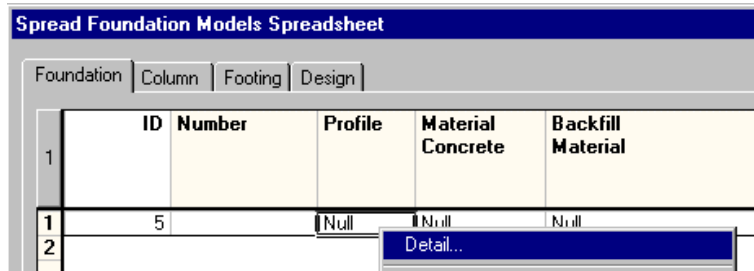 Spread Foundation Models Spreadsheet
Foundation Column Footing Design
1 ID Number Profile Material Concrete Backfill Material
1 5 Null Null Null
2 Detail...